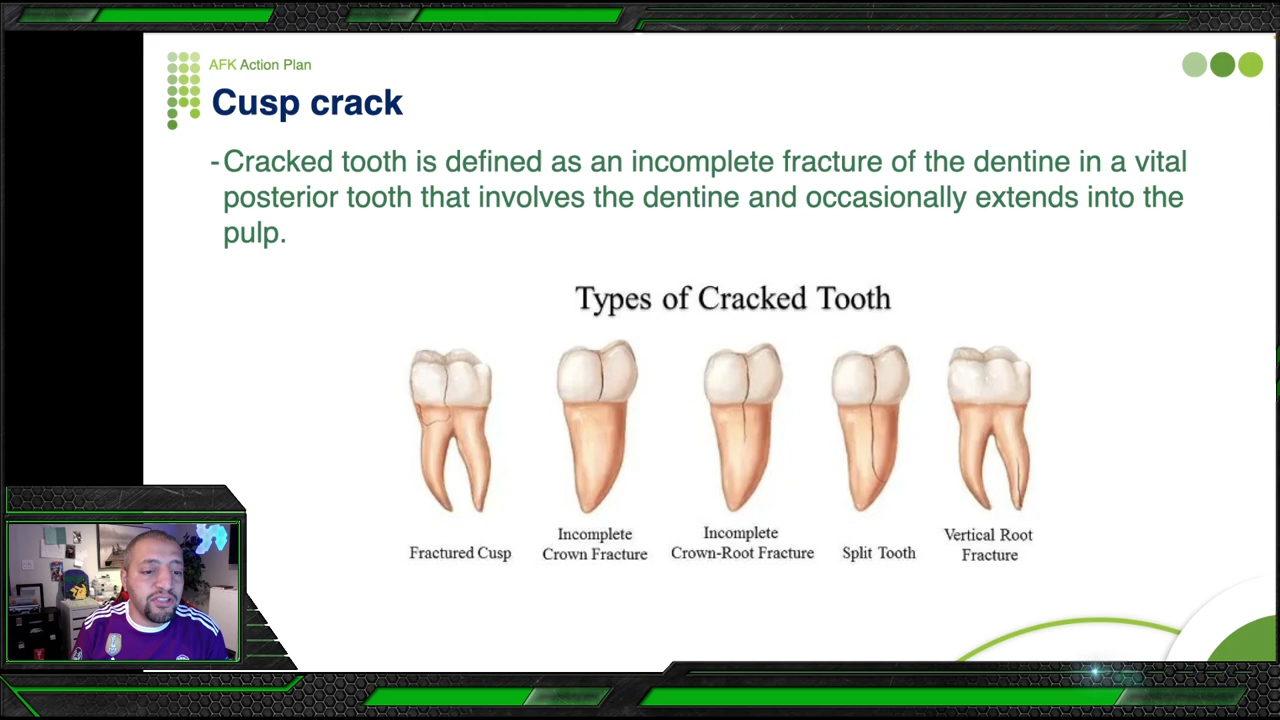 AFK Action Plan
Cusp crack
- Cracked tooth is defined as an incomplete fracture of the dentine in a vital
posterior tooth that involves the dentine and occasionally extends into the
pulp.
Types of Cracked Tooth
Fractured Cusp
Incomplete
Crown Fracture
Incomplete
Crown-Root Fracture
Split Tooth
Vertical Root
Fracture